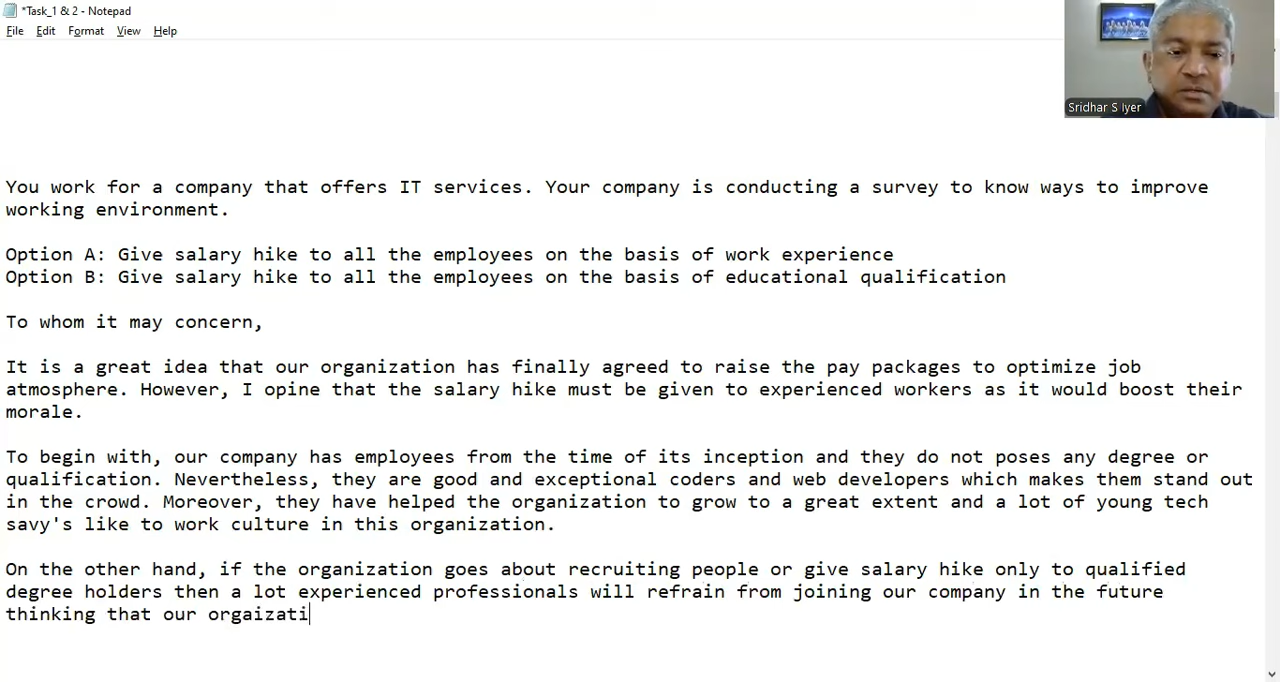 *Task_1 & 2 - Notepad
File Edit Format View Help
Sridhar S Iyer
You work for a company that offers IT services. Your company is conducting a survey to know ways to improve
working environment.
Option A: Give salary hike to all the employees on the basis of work experience
Option B: Give salary hike to all the employees on the basis of educational qualification
To whom it may concern,
It is a great idea that our organization has finally agreed to raise the pay packages to optimize job
atmosphere. However, I opine that the salary hike must be given to experienced workers as it would boost their
morale.
To begin with, our company has employees from the time of its inception and they do not poses any degree or
qualification. Nevertheless, they are good and exceptional coders and web developers which makes them stand out
in the crowd. Moreover, they have helped the organization to grow to a great extent and a lot of young tech
savy's like to work culture in this organization.
On the other hand, if the organization goes about recruiting people or give salary hike only to qualified
degree holders then a lot experienced professionals will refrain from joining our company in the future
thinking that our orgaizati